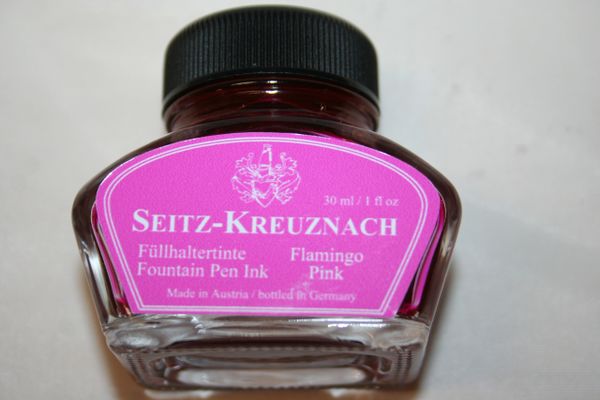 30 ml / 1 fl oz
SEITZ-KREUZNACH
Füllhaltertinte Flamingo
Fountain Pen Ink Pink
Made in Austria / bottled in Germany